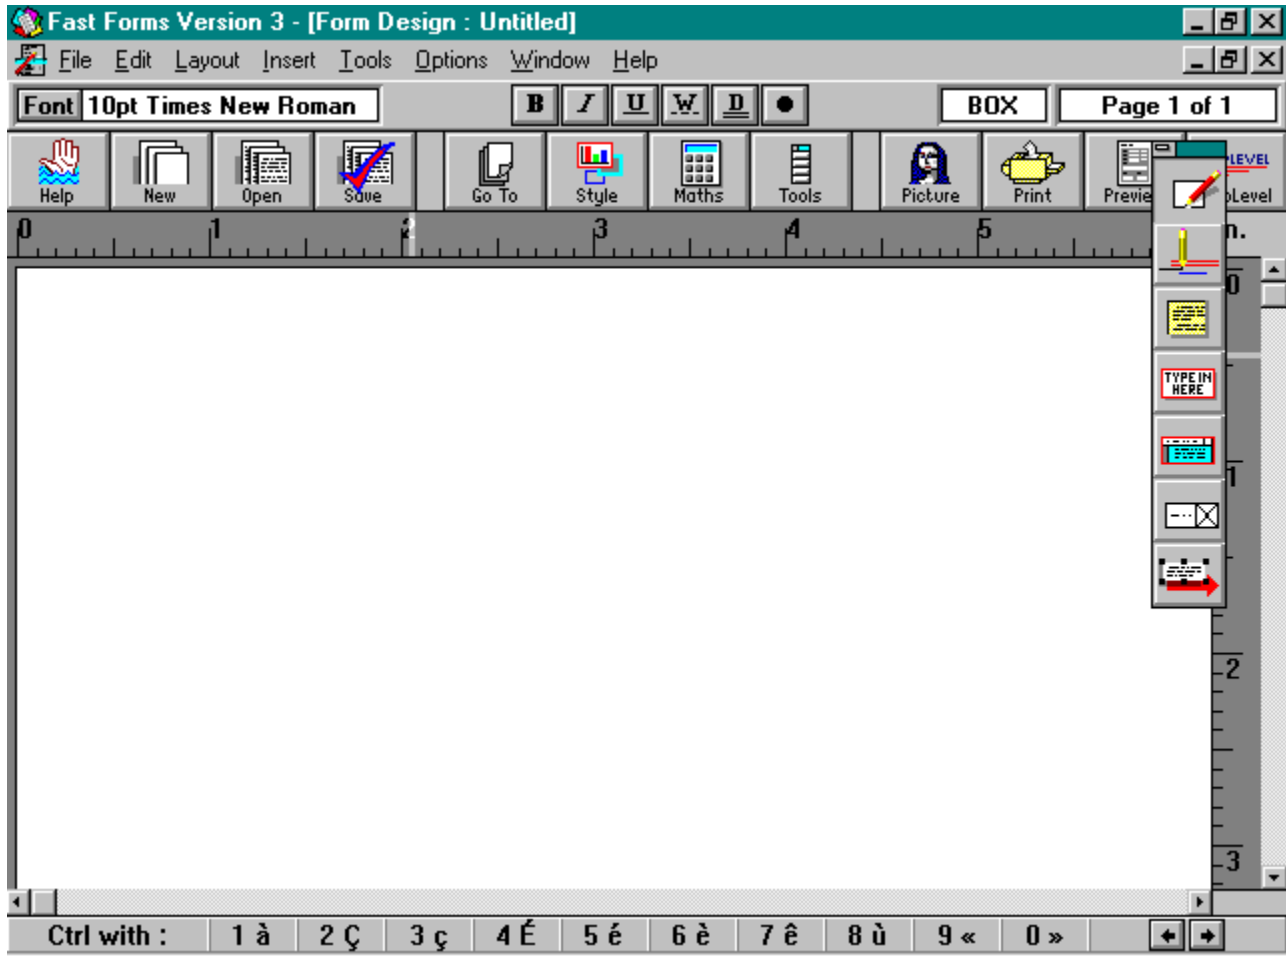 Fast Forms Version 3 - [Form Design : Untitled]
File Edit Layout Insert Tools Options Window Help
Font 10pt Times New Roman B I U W D BOX Page 1 of 1
Help New Open Save Go To Style Maths Tools Picture Print
0 1 2 3 4 5
0
TYPE IN
HERE
1
2
3
Ctrl with : 1 à 2 Ç 3 ç 4 É 5 é 6 è 7 ê 8 ù 9 « 0 »